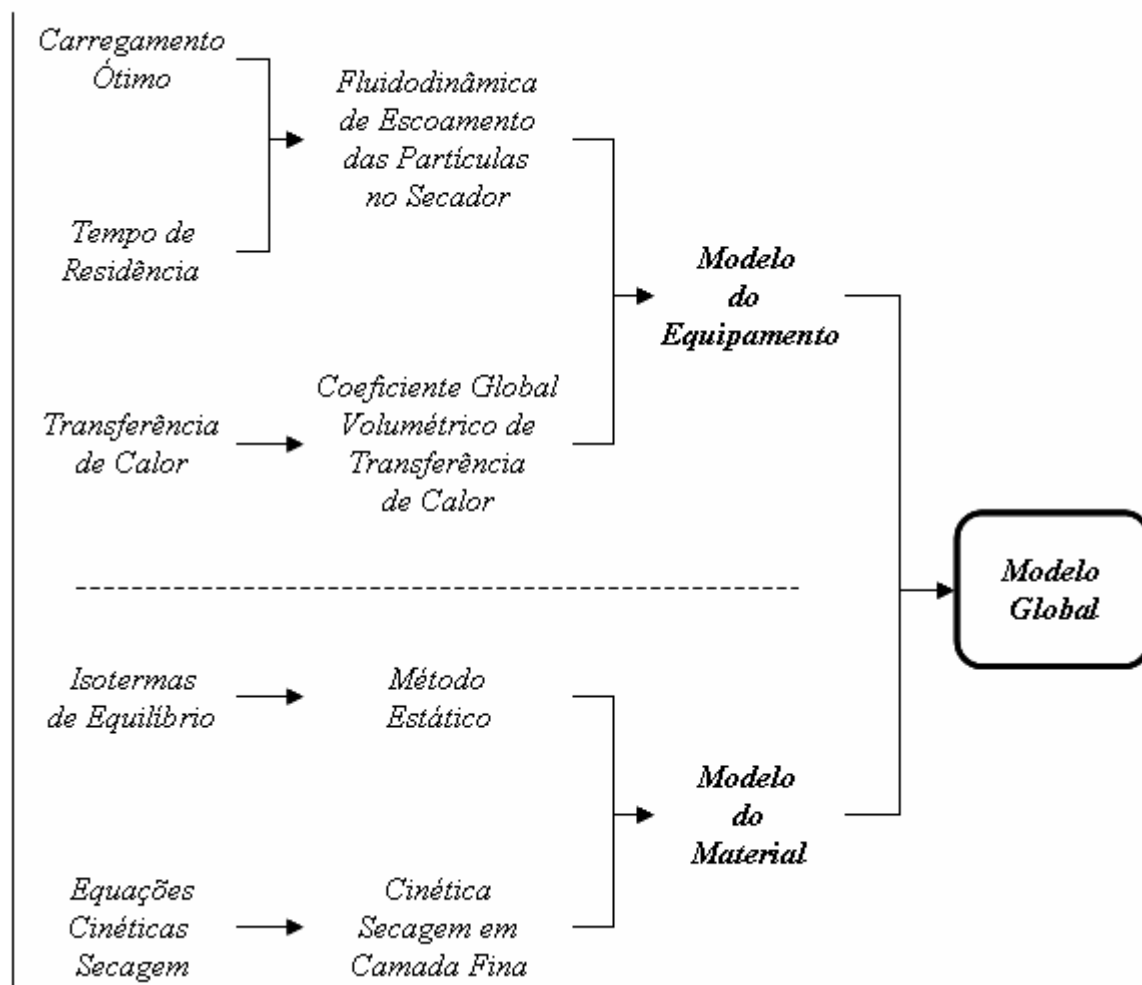 Carregamento
Ótimo
Fluidodinâmica
de Escoamento
das Partículas
no Secador
Tempo de
Residência
Modelo
do
Equipamento
Transferência
de Calor
Coeficiente Global
Volumétrico de
Transferência
de Calor
Modelo
Global
Isotermas
de Equilíbrio
Método
Estático
Modelo
do
Material
Equações
Cinéticas
Secagem
Cinética
Secagem em
Camada Fina